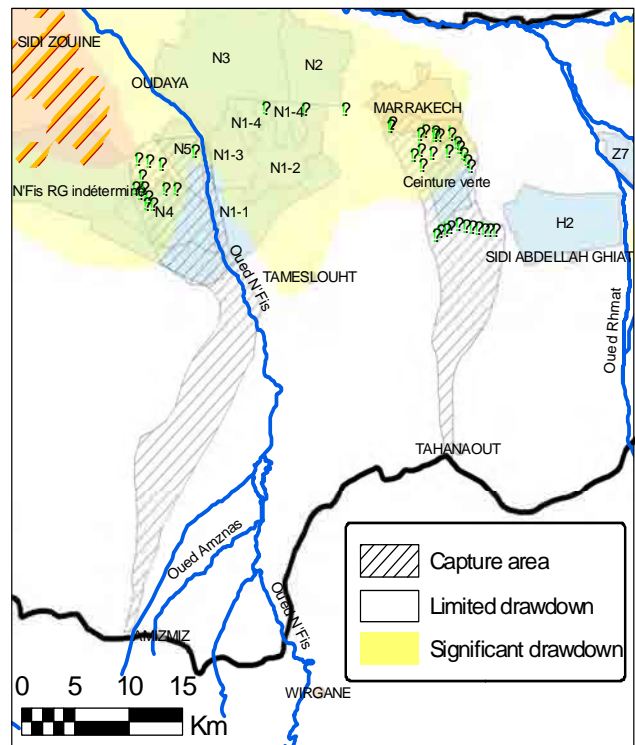 SIDI ZOUINE
N3
N2
OUDAYA
MARRAKECH
N1-4
N1-4
N5
N1-3
N1-2
Z7
Ceinture verte
N'Fis RG indéterminé
N4
N1-1
H2
Oued N'Fis
TAMESLOUHT
SIDI ABDELLAH GHIAT
Oued Rhmat
TAHANAOUT
Oued Amznas
Oued N'Fis
AMIZMIZ
WIRGANE
Capture area
Limited drawdown
Significant drawdown
0 5 10 15
Km